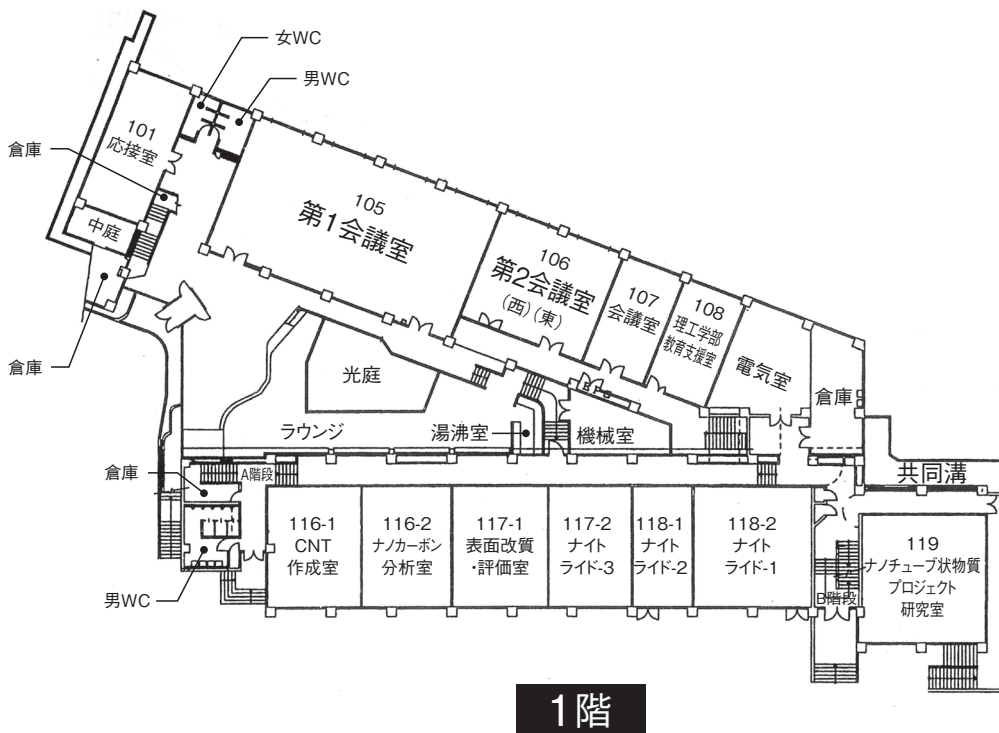 女WC
男WC
101
応接室
倉庫
中庭
倉庫
105
第1会議室
106
第2会議室
(西)(東)
107
会議室
108
理工学部
教育支援室
電気室
倉庫
光庭
ラウンジ
湯沸室
機械室
共同溝
倉庫
A階段
男WC
116-1
CNT
作成室
116-2
ナノカーボン
分析室
117-1
表面改質
・評価室
117-2
ナイト
ライド-3
118-1
ナイト
ライド-2
118-2
ナイト
ライド-1
B階段
119
ナノチューブ状物質
プロジェクト
研究室
1階